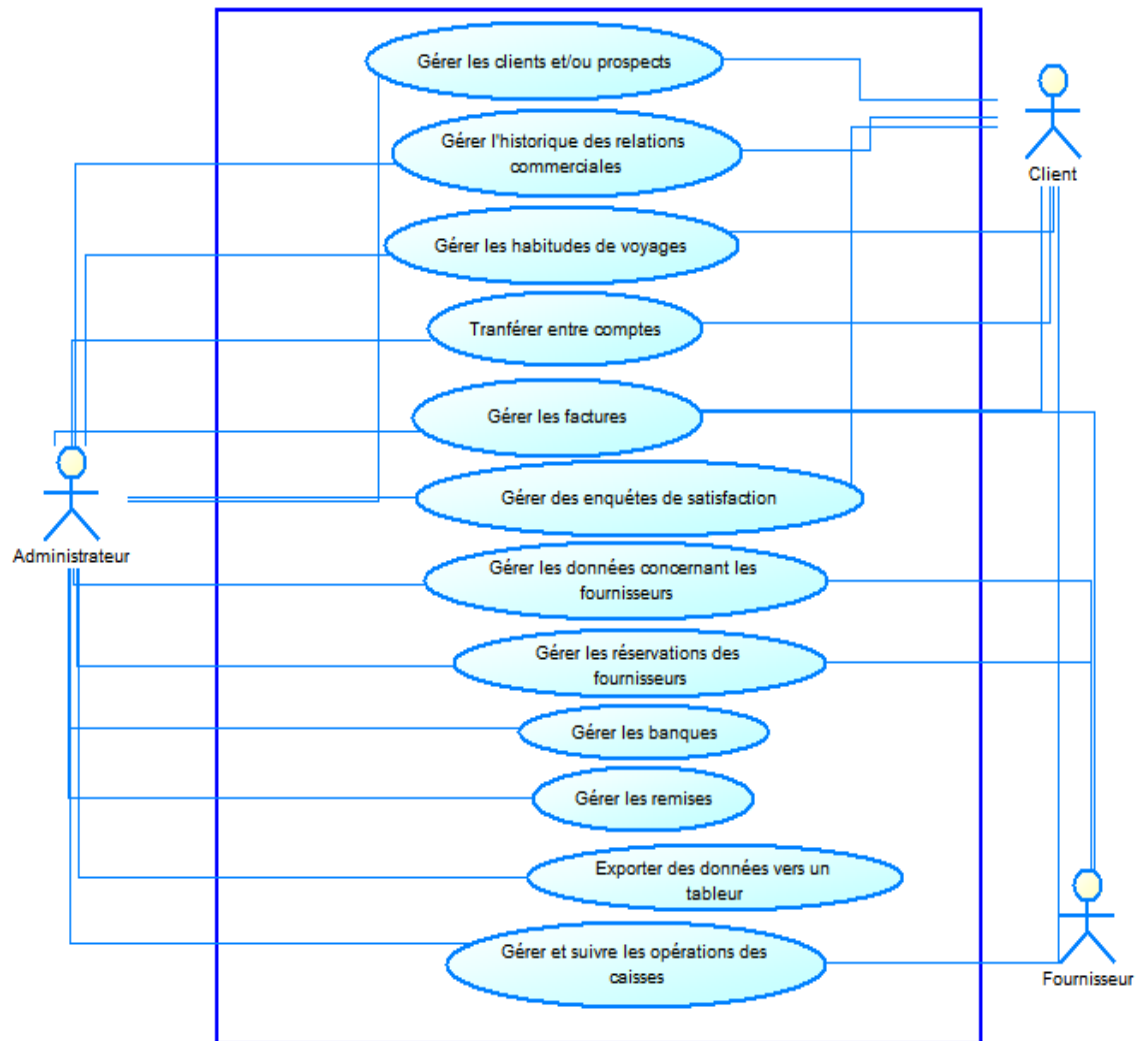 Gérer les clients et/ou prospects
Gérer l'historique des relations
commerciales
Client
Gérer les habitudes de voyages
Tranférer entre comptes
Gérer les factures
Gérer des enquétes de satisfaction
Administrateur
Gérer les données concernant les
fournisseurs
Gérer les réservations des
fournisseurs
Gérer les banques
Gérer les remises
Exporter des données vers un
tableur
Gérer et suivre les opérations des
caisses
Fournisseur